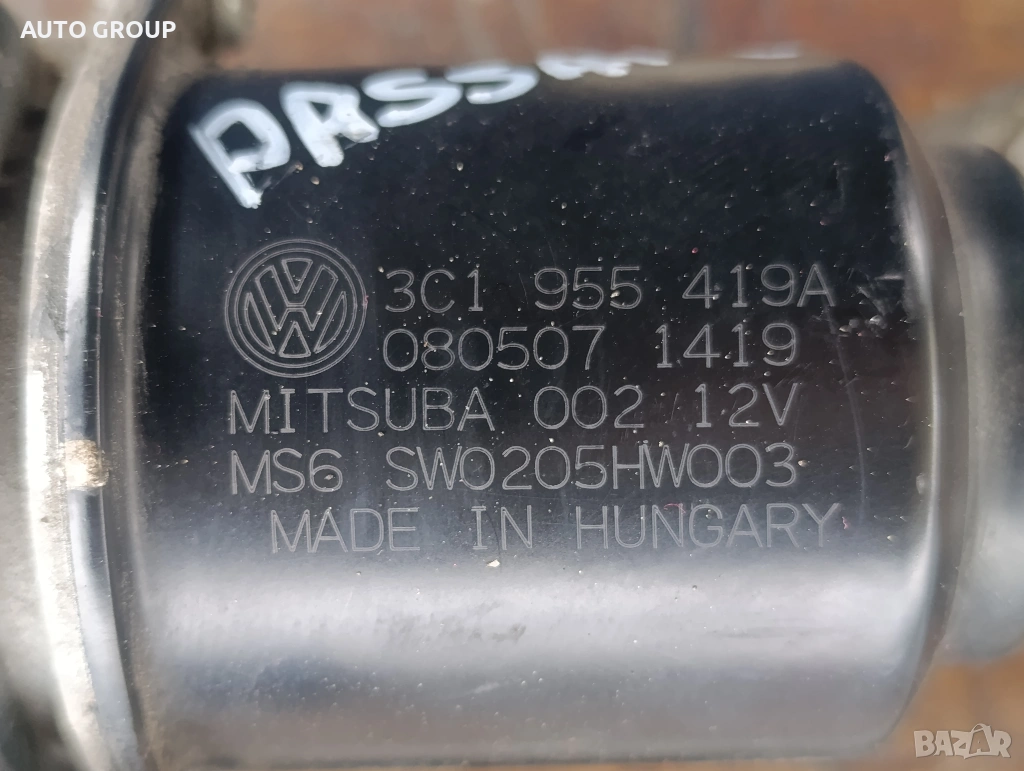 AUTO GROUP
PASSA
3C1 955 419A
080507 1419
MITSUBA 002 12V
MS6 SW0205HW003
MADE IN HUNGARY
BAZAR